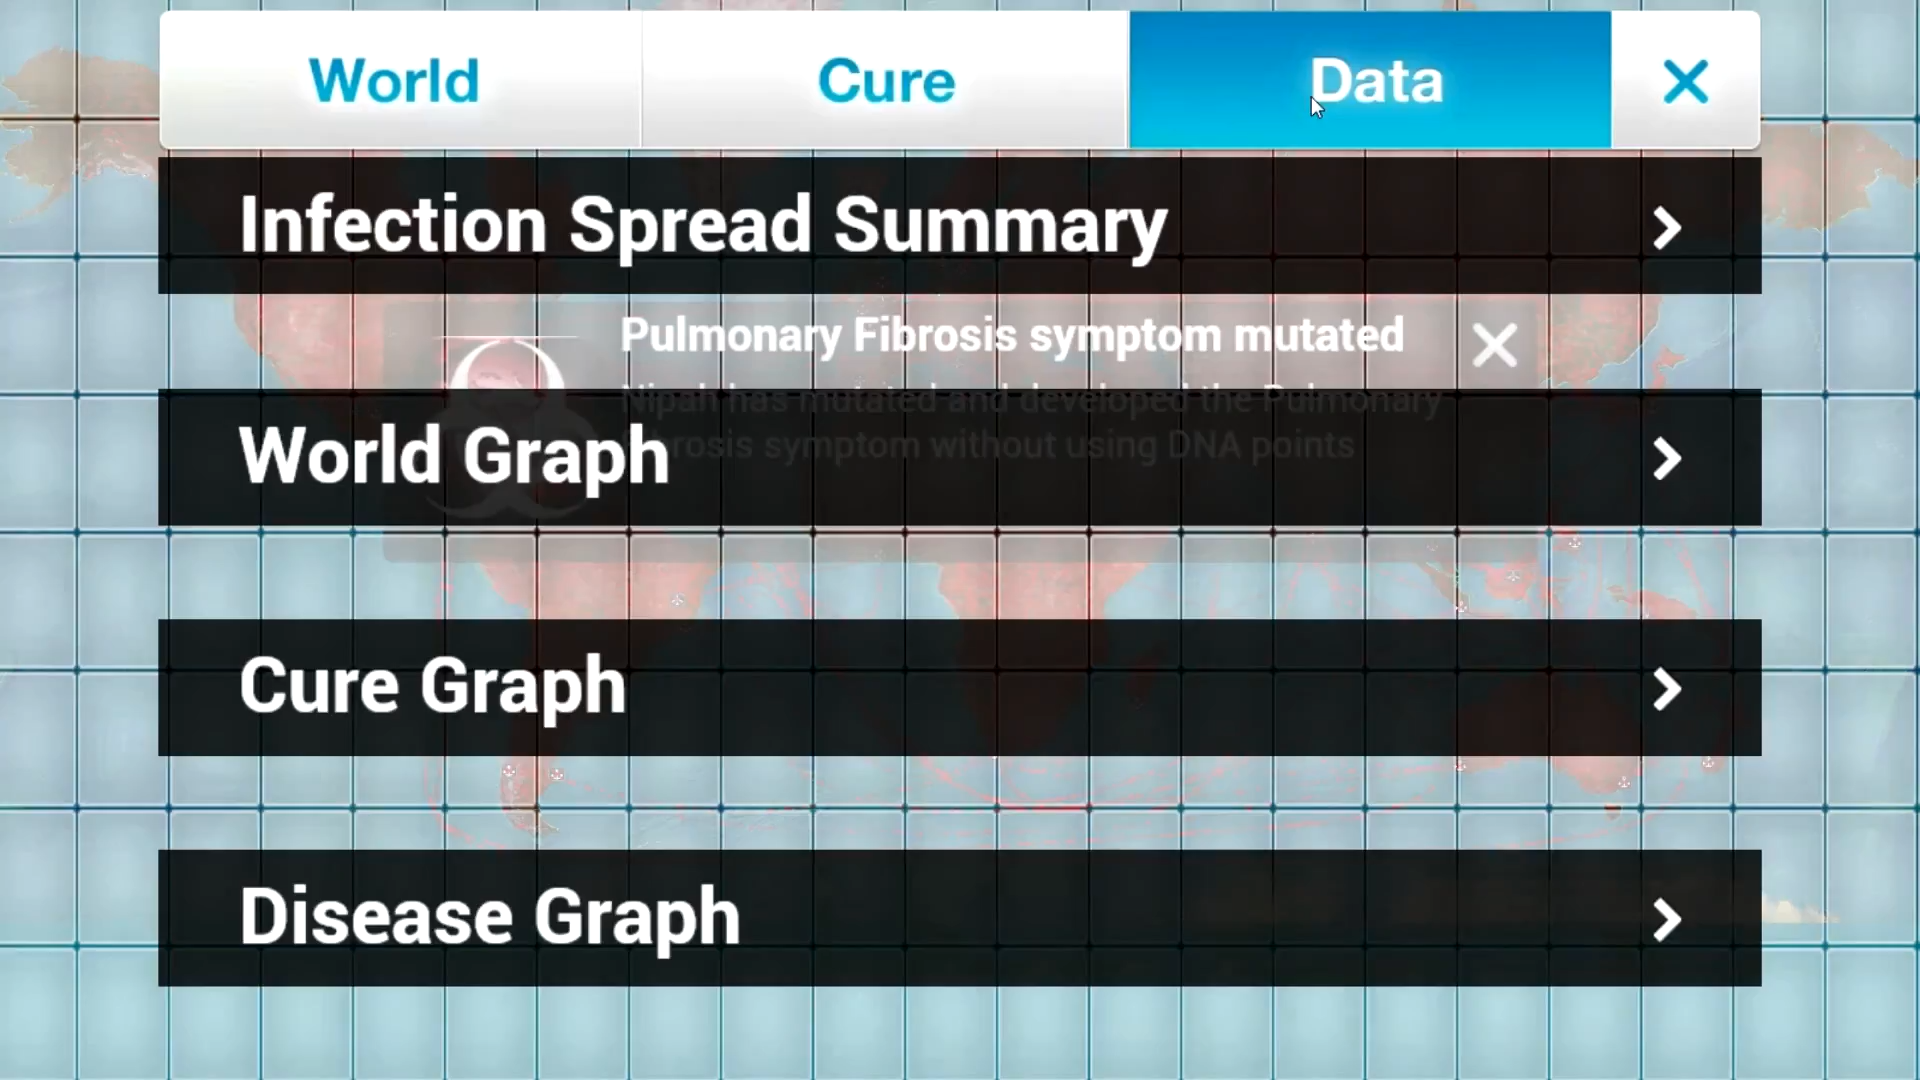 World
Cure
Data
Infection Spread Summary
Pulmonary Fibrosis symptom mutated
Nipah has mutated and developed the Pulmonary
World Graph
brosis symptom without using DNA points
Cure Graph
Disease Graph